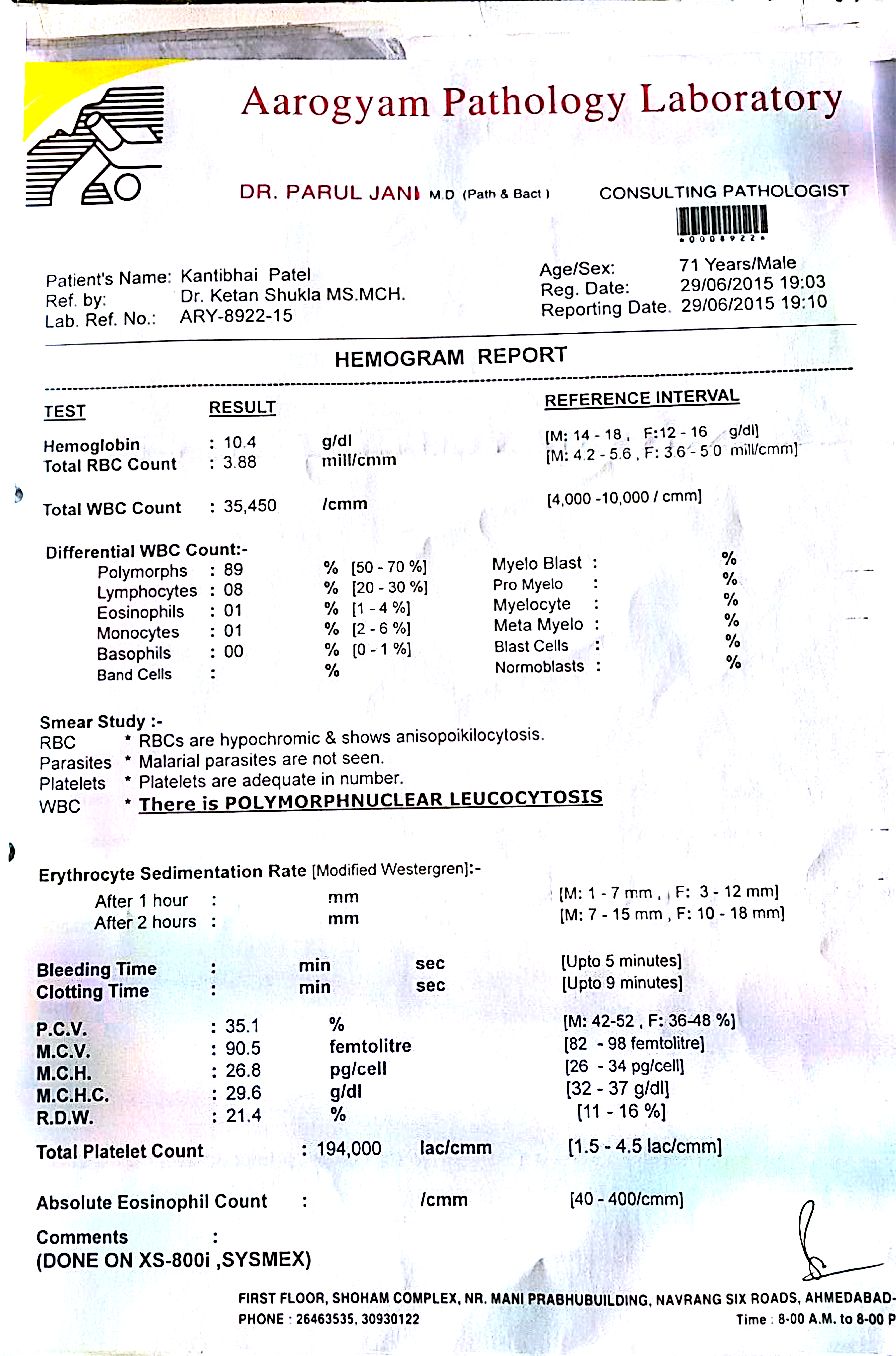 Aarogyam Pathology Laboratory
DR. PARUL JANI M.D (Path & Bact ) CONSULTING PATHOLOGIST
*0008922*
Patient's Name: Kantibhai Patel Age/Sex: 71 Years/Male
Ref. by: Dr. Ketan Shukla MS.MCH. Reg. Date: 29/06/2015 19:03
Lab. Ref. No.: ARY-8922-15 Reporting Date. 29/06/2015 19:10
HEMOGRAM REPORT
TEST RESULT REFERENCE INTERVAL
Hemoglobin : 10.4 g/dl [M: 14 - 18 , F:12 - 16 g/dl]
Total RBC Count : 3.88 mill/cmm [M: 4.2 - 5.6 , F: 3.6 - 5.0 mill/cmm]
Total WBC Count : 35,450 /cmm [4,000 -10,000 / cmm]
Differential WBC Count:-
Polymorphs : 89 % [50 - 70 %] Myelo Blast : %
Lymphocytes : 08 % [20 - 30 %] Pro Myelo : %
Eosinophils : 01 % [1 - 4 %] Myelocyte : %
Monocytes : 01 % [2 - 6 %] Meta Myelo : %
Basophils : 00 % [0 - 1 %] Blast Cells : %
Band Cells : % Normoblasts : %
Smear Study :-
RBC * RBCs are hypochromic & shows anisopoikilocytosis.
Parasites * Malarial parasites are not seen.
Platelets * Platelets are adequate in number.
WBC * There is POLYMORPHNUCLEAR LEUCOCYTOSIS
Erythrocyte Sedimentation Rate [Modified Westergren]:-
After 1 hour : mm [M: 1 - 7 mm , F: 3 - 12 mm]
After 2 hours : mm [M: 7 - 15 mm , F: 10 - 18 mm]
Bleeding Time : min sec [Upto 5 minutes]
Clotting Time : min sec [Upto 9 minutes]
P.C.V. : 35.1 % [M: 42-52 , F: 36-48 %]
M.C.V. : 90.5 femtolitre [82 - 98 femtolitre]
M.C.H. : 26.8 pg/cell [26 - 34 pg/cell]
M.C.H.C. : 29.6 g/dl [32 - 37 g/dl]
R.D.W. : 21.4 % [11 - 16 %]
Total Platelet Count : 194,000 lac/cmm [1.5 - 4.5 lac/cmm]
Absolute Eosinophil Count : /cmm [40 - 400/cmm]
Comments :
(DONE ON XS-800i ,SYSMEX)
FIRST FLOOR, SHOHAM COMPLEX, NR. MANI PRABHUBUILDING, NAVRANG SIX ROADS, AHMEDABAD-
PHONE : 26463535, 30930122 Time : 8-00 A.M. to 8-00 P